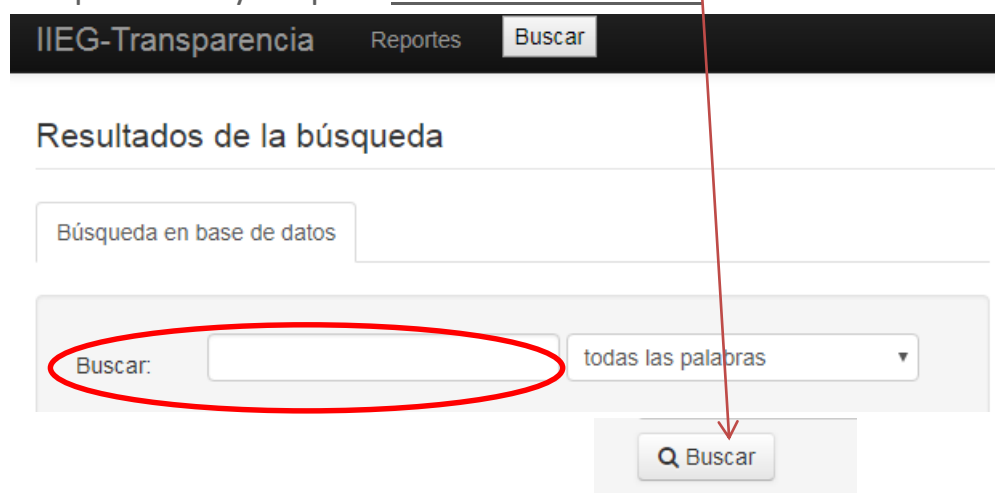 IIEG-Transparencia Reportes Buscar
Resultados de la búsqueda
Búsqueda en base de datos
Buscar: todas las palabras
Buscar